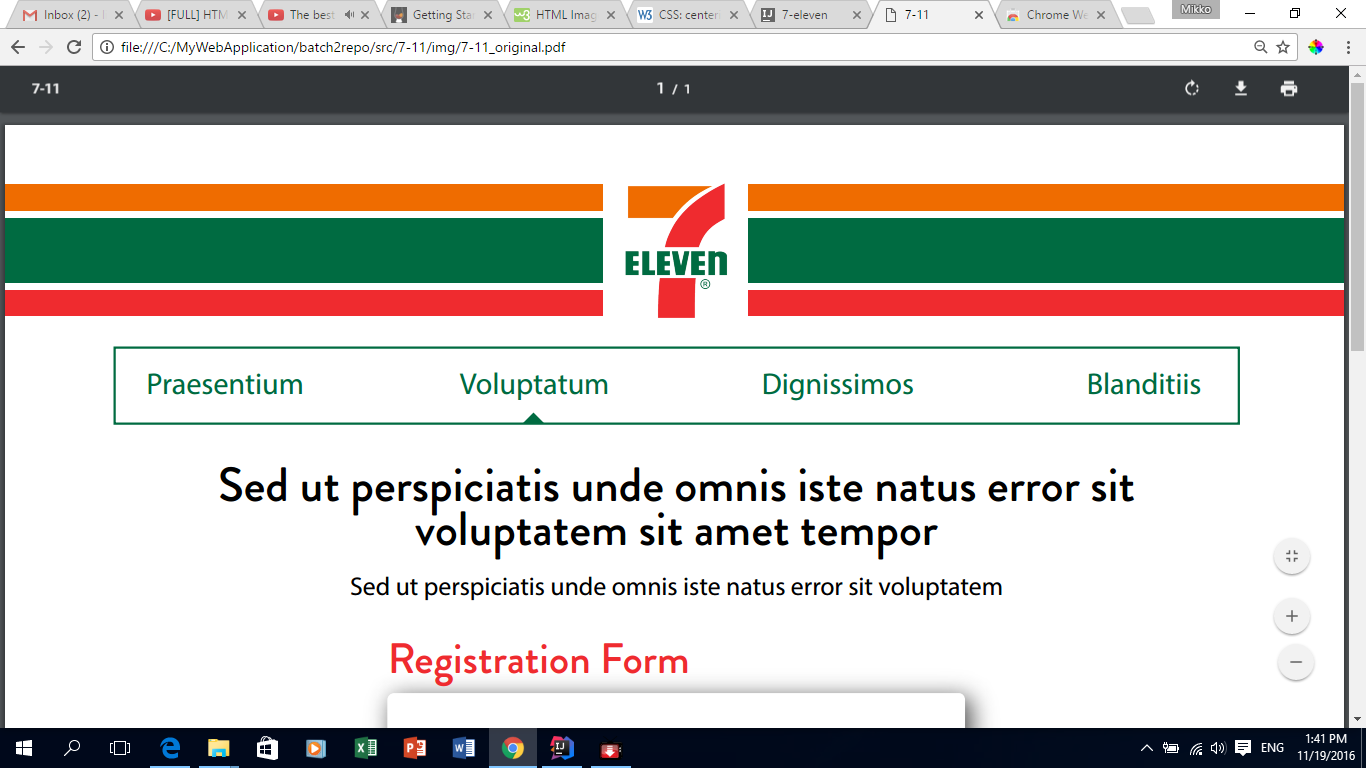 Inbox (2) -
[FULL] HTM
The best
Getting Sta
HTML Imag
CSS: center
7-eleven
7-11
Chrome We
Mikko
file:///C:/MyWebApplication/batch2repo/src/7-11/img/7-11_original.pdf
7-11
1 / 1
7
ELEVEn
®
Praesentium Voluptatum Dignissimos Blanditiis
Sed ut perspiciatis unde omnis iste natus error sit
voluptatem sit amet tempor
Sed ut perspiciatis unde omnis iste natus error sit voluptatem
Registration Form
ENG
1:41 PM
11/19/2016